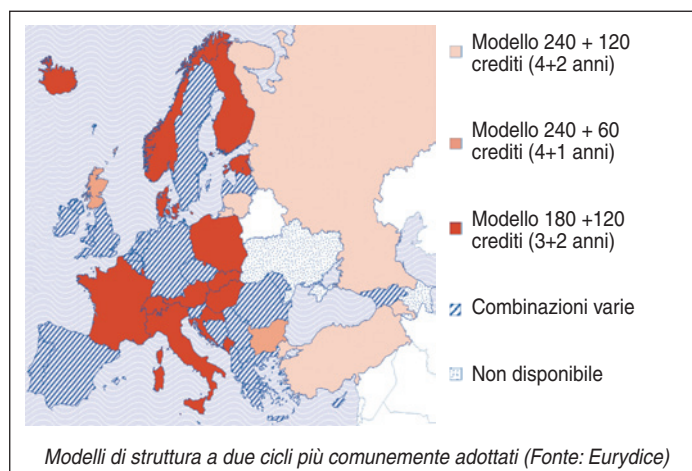 Modello 240 + 120
crediti (4+2 anni)
Modello 240 + 60
crediti (4+1 anni)
Modello 180 +120
crediti (3+2 anni)
Combinazioni varie
Non disponibile
Modelli di struttura a due cicli più comunemente adottati (Fonte: Eurydice)